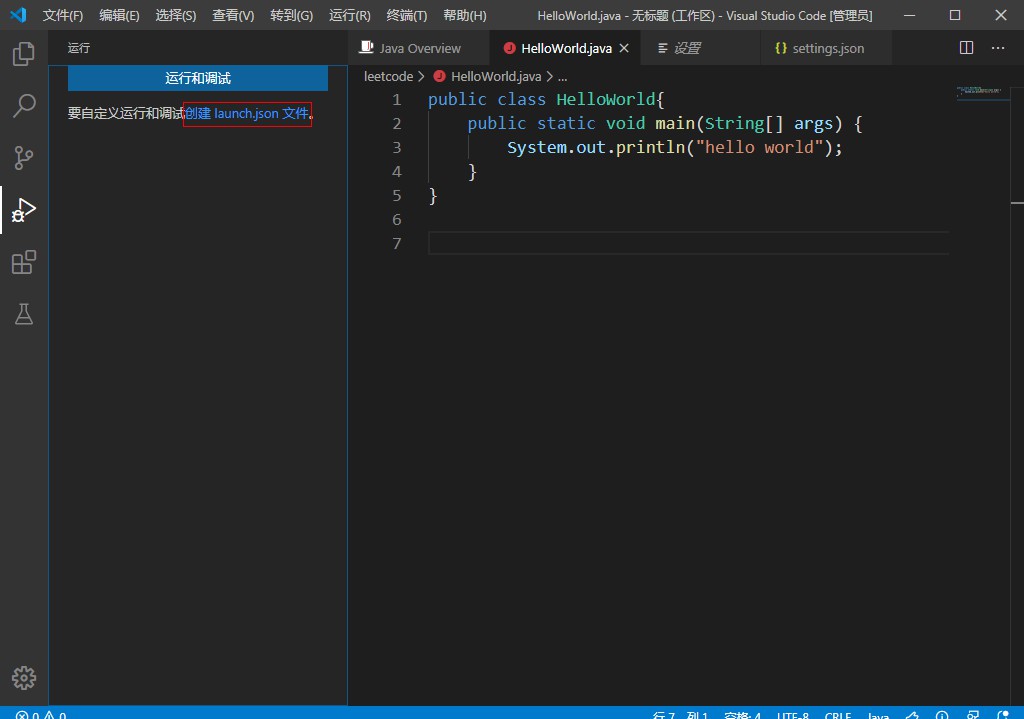 文件(F) 编辑(E) 选择(S) 查看(V) 转到(G) 运行(R) 终端(T) 帮助(H) HelloWorld.java - 无标题 (工作区) - Visual Studio Code [管理员]
运行
Java Overview HelloWorld.java 设置 {} settings.json
运行和调试
leetcode > HelloWorld.java > ...
要自定义运行和调试创建 launch.json 文件。
1 public class HelloWorld{
2 public static void main(String[] args) {
3 System.out.println("hello world");
4 }
5 }
6
7
0 0 行 7, 列 1 空格: 4 UTF-8 CRLF Java